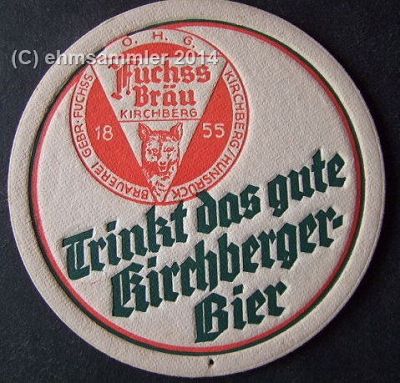 (C) ehmsammler 2014
BRAUEREI GEBR. FUCHSS O.H.G. KIRCHBERG/HUNSRÜCK
Fuchss
Bräu
KIRCHBERG
18 55
Trinkt das gute
Kirchberger-
Bier